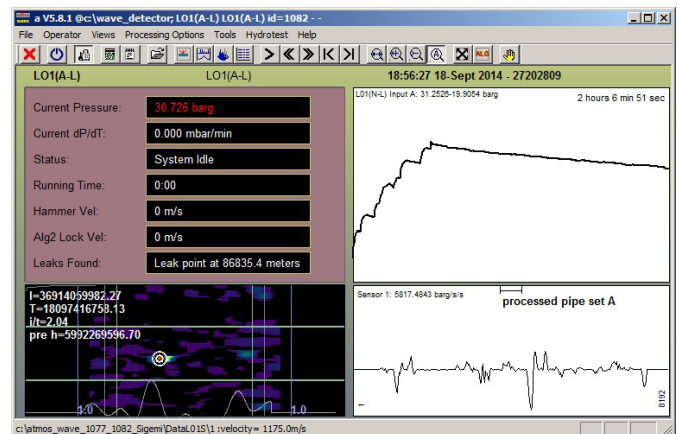 a V5.8.1 @c:\wave_detector; LO1(A-L) LO1(A-L) id=1082 - -
File Operator Views Processing Options Tools Hydrotest Help
NLG
LO1(A-L) LO1(A-L) 18:56:27 18-Sept 2014 - 27202809
Current Pressure: 30.726 barg
Current dP/dT: 0.000 mbar/min
Status: System Idle
Running Time: 0:00
Hammer Vel: 0 m/s
Alg2 Lock Vel: 0 m/s
Leaks Found: Leak point at 86835.4 meters
L01(N-L) Input A: 31.2526-19.9054 barg 2 hours 6 min 51 sec
I=36914059982.27
T=18097416758.13
i/t=2.04
pre h=5992269596.70
1.0 1.0
Sensor 1: 5817.4843 barg/s/s
processed pipe set A
1 8192
c:\atmos_wave_1077_1082_Sigemi\DataL01S\1 :velocity= 1175.0m/s